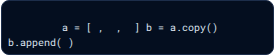 a = [ , , ] b = a.copy()
b.append( )